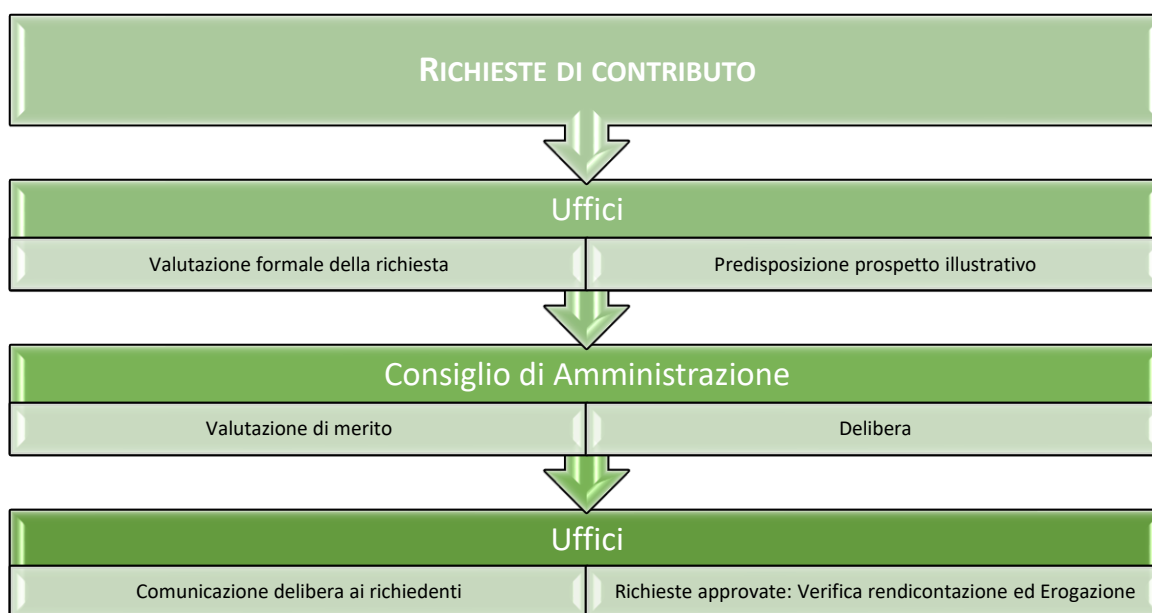 RICHIESTE DI CONTRIBUTO
Uffici
Valutazione formale della richiesta
Predisposizione prospetto illustrativo
Consiglio di Amministrazione
Valutazione di merito
Delibera
Uffici
Comunicazione delibera ai richiedenti
Richieste approvate: Verifica rendicontazione ed Erogazione